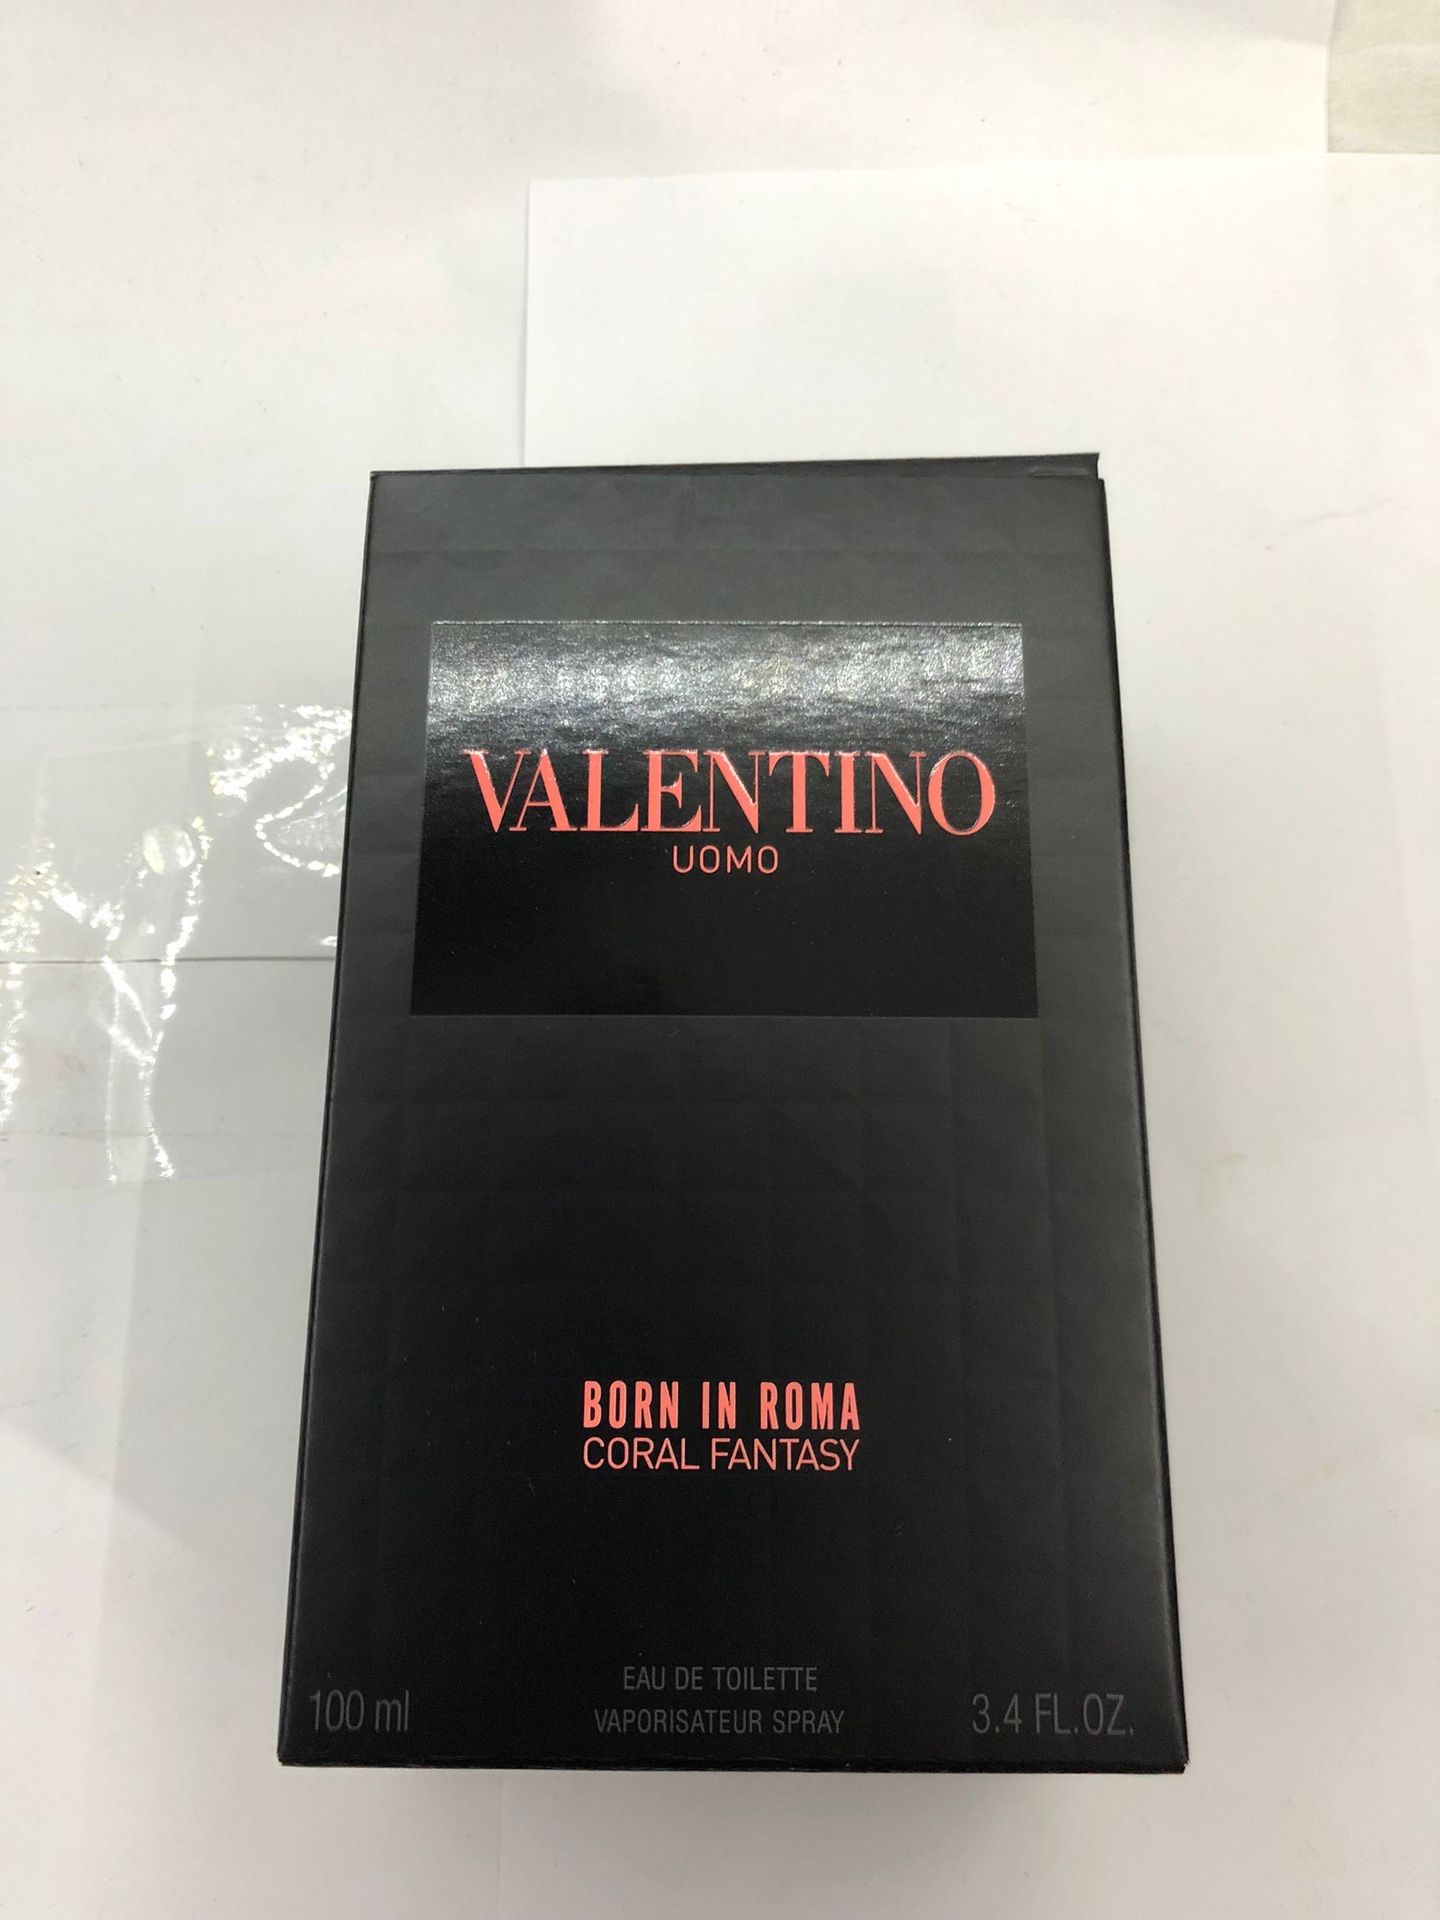 VALENTINO
UOMO
BORN IN ROMA
CORAL FANTASY
EAU DE TOILETTE
100 ml VAPORISATEUR SPRAY 3.4 FL.OZ.